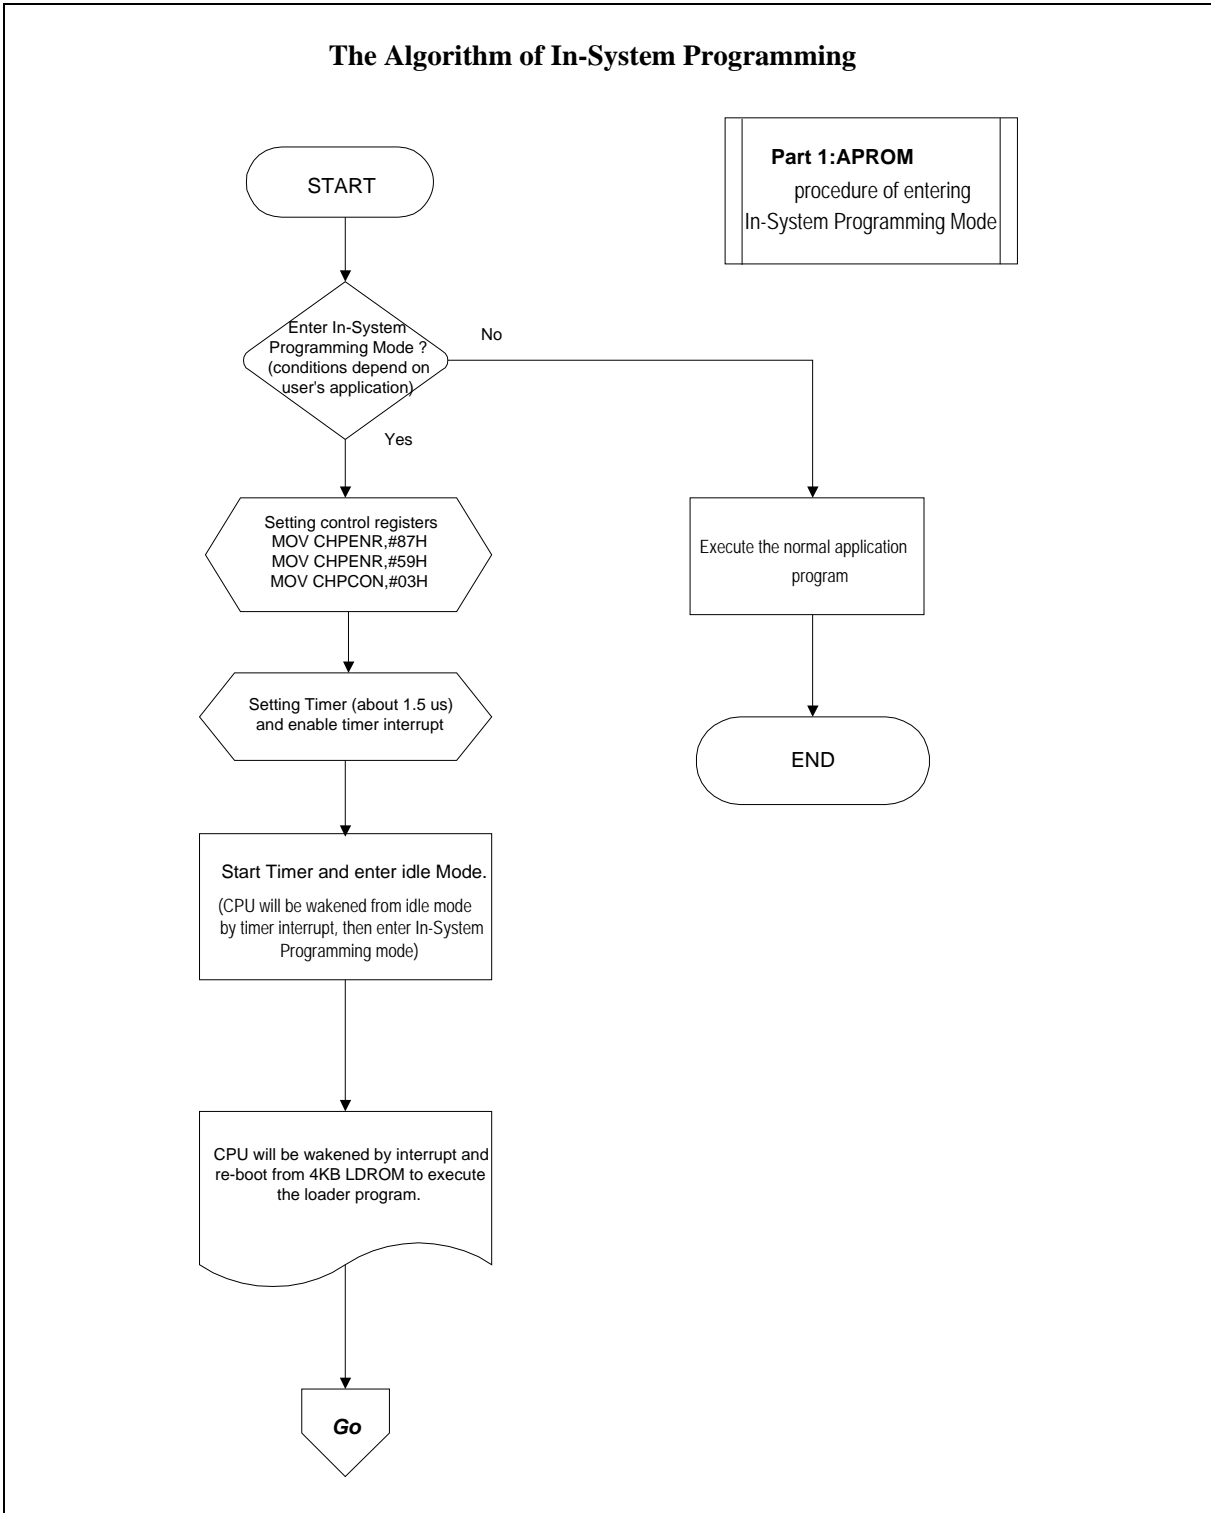 The Algorithm of In-System Programming
Part 1:APROM
procedure of entering
In-System Programming Mode
START
Enter In-System
Programming Mode ?
(conditions depend on
user's application)
No
Yes
Setting control registers
MOV CHPENR,#87H
MOV CHPENR,#59H
MOV CHPCON,#03H
Execute the normal application
program
Setting Timer (about 1.5 us)
and enable timer interrupt
END
Start Timer and enter idle Mode.
(CPU will be wakened from idle mode
by timer interrupt, then enter In-System
Programming mode)
CPU will be wakened by interrupt and
re-boot from 4KB LDROM to execute
the loader program.
Go